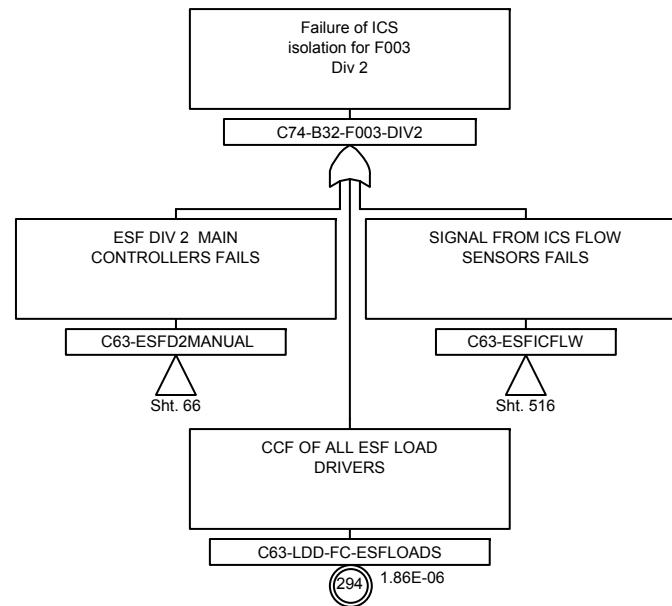 Failure of ICS
isolation for F003
Div 2
C74-B32-F003-DIV2
ESF DIV 2 MAIN
CONTROLLERS FAILS
C63-ESFD2MANUAL
Sht. 66
SIGNAL FROM ICS FLOW
SENSORS FAILS
C63-ESFICFLW
Sht. 516
CCF OF ALL ESF LOAD
DRIVERS
C63-LDD-FC-ESFLOADS
294
1.86E-06